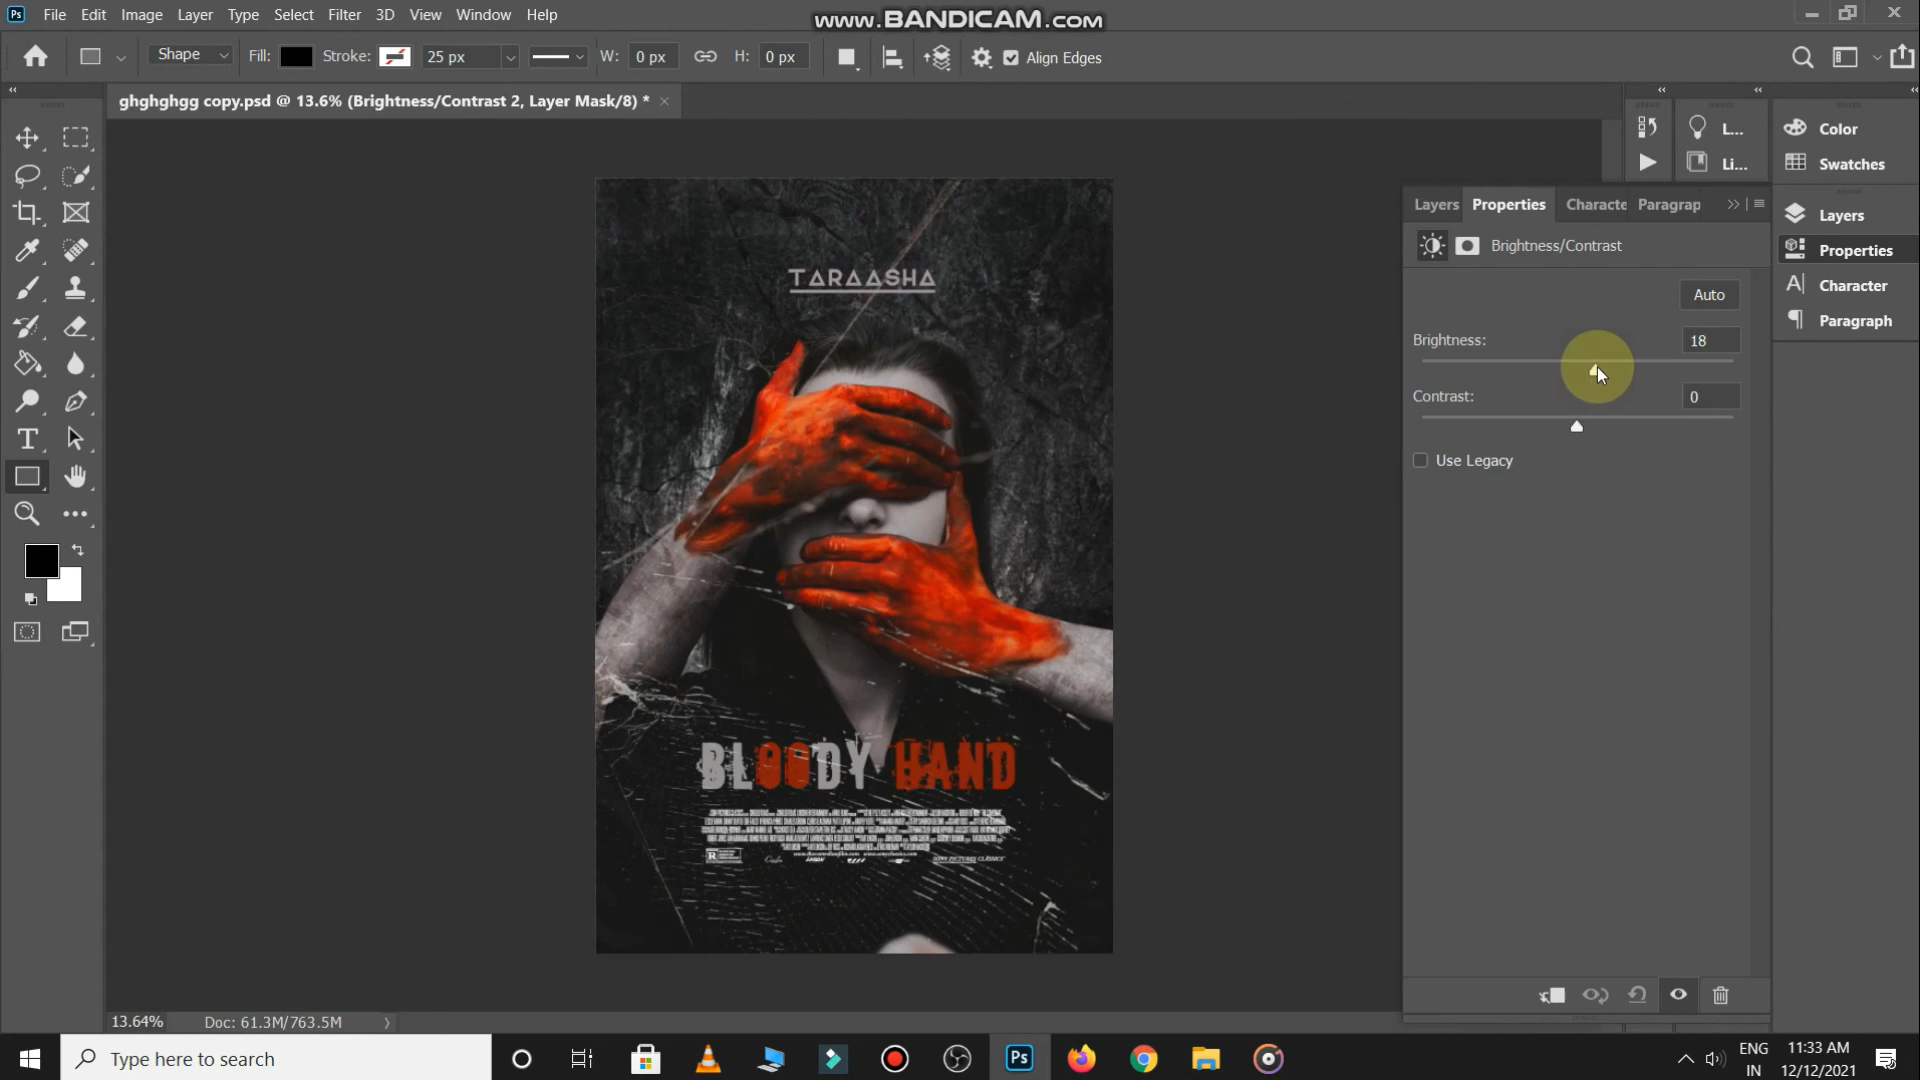 Ps File Edit Image Layer Type Select Filter 3D View Window Help
www.BANDICAM.com
Shape Fill: Stroke: 25 px W: 0 px H: 0 px Align Edges
ghghghgg copy.psd @ 13.6% (Brightness/Contrast 2, Layer Mask/8) * ×
L...
Li...
Color
Swatches
Layers
Properties
Character
Paragraph
Layers Properties Characte Paragrap
Brightness/Contrast
Auto
Brightness: 18
Contrast: 0
Use Legacy
TARAASHA
BLOODY HAND
R
13.64% Doc: 61.3M/763.5M
Type here to search
Ps
ENG
IN
11:33 AM
12/12/2021